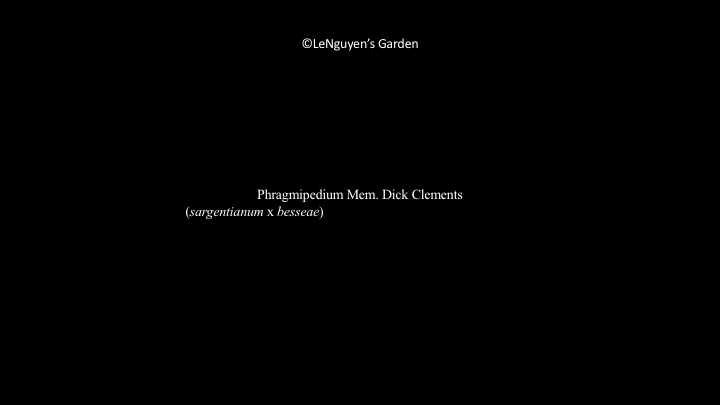 ©LeNguyen’s Garden
Phragmipedium Mem. Dick Clements
(sargentianum x besseae)